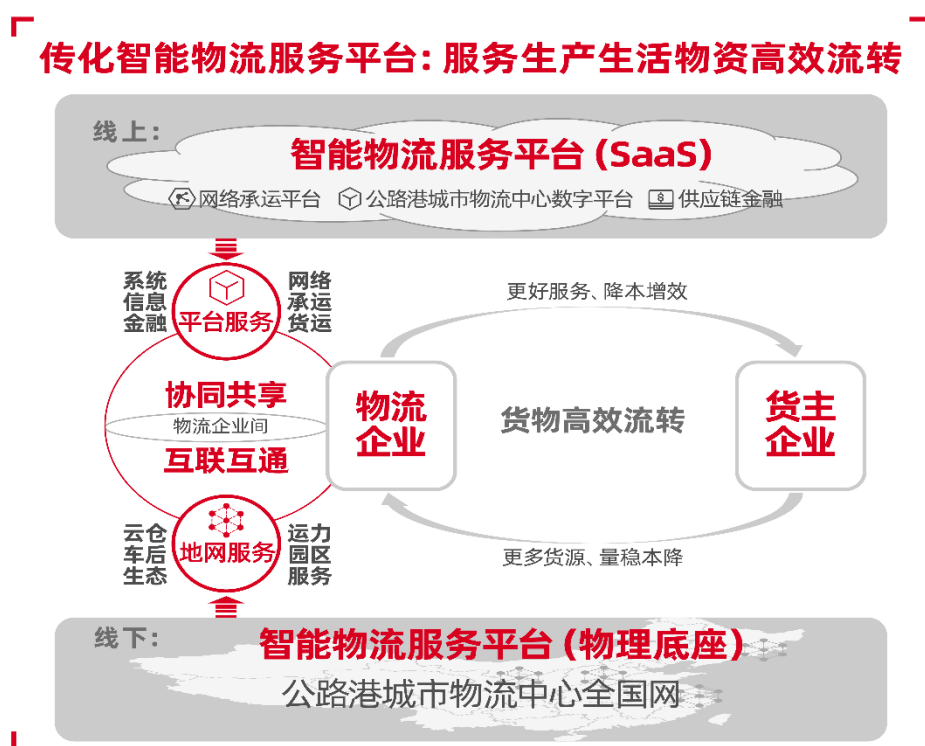 传化智能物流服务平台：服务生产生活物资高效流转
线上：
智能物流服务平台（SaaS）
网络承运平台 公路港城市物流中心数字平台 供应链金融
系统
信息
金融
平台服务
网络
承运
货运
更好服务、降本增效
协同共享
物流企业间
互联互通
物流
企业
货物高效流转
货主
企业
云仓
车后
生态
地网服务
运力
园区
服务
更多货源、量稳本降
线下：
智能物流服务平台（物理底座）
公路港城市物流中心全国网